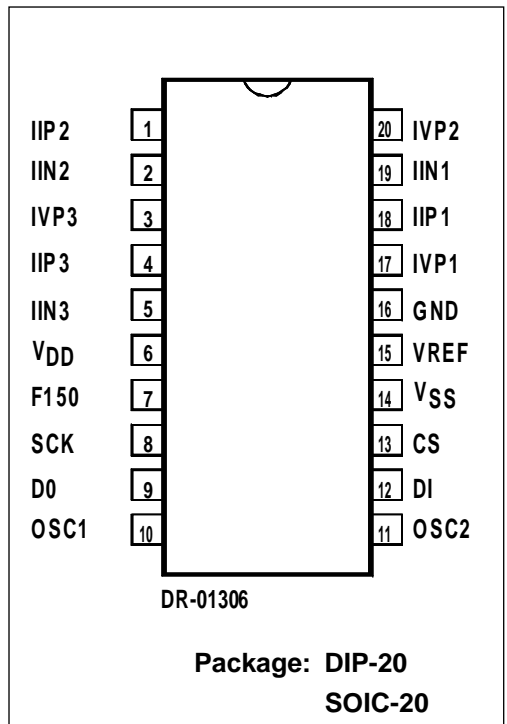 IIP2 1 20 IVP2
IIN2 2 19 IIN1
IVP3 3 18 IIP1
IIP3 4 17 IVP1
IIN3 5 16 GND
VDD 6 15 VREF
F150 7 14 VSS
SCK 8 13 CS
D0 9 12 DI
OSC1 10 11 OSC2
DR-01306
Package: DIP-20
SOIC-20